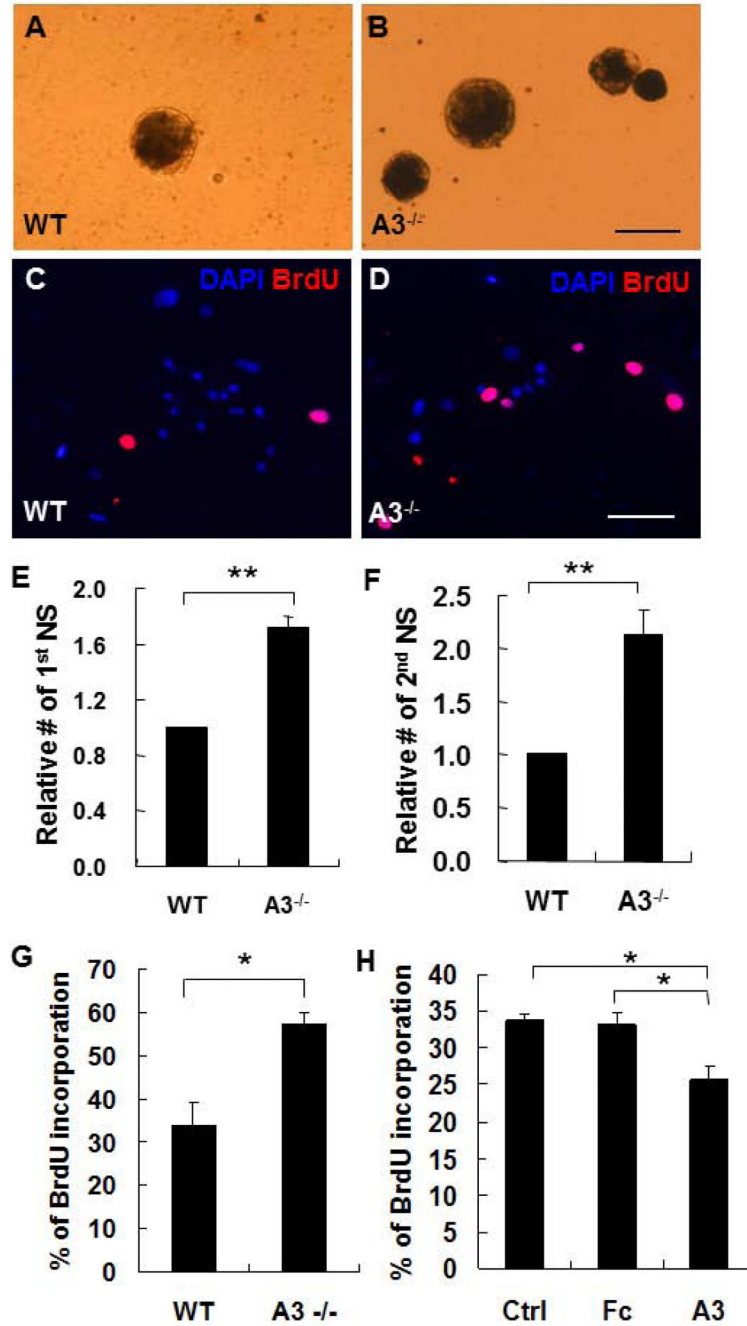 A
WT
B
A3-/-
C
DAPI BrdU
WT
D
DAPI BrdU
A3-/-
E
Relative # of 1st NS
2.0
1.6
1.2
0.8
0.4
0.0
**
WT
A3-/-
F
Relative # of 2nd NS
2.5
2.0
1.5
1.0
0.5
0.0
**
WT
A3-/-
G
% of BrdU incorporation
70
60
50
40
30
20
10
0
*
WT
A3 -/-
H
% of BrdU incorporation
40
35
30
25
20
15
10
5
0
*
*
Ctrl
Fc
A3